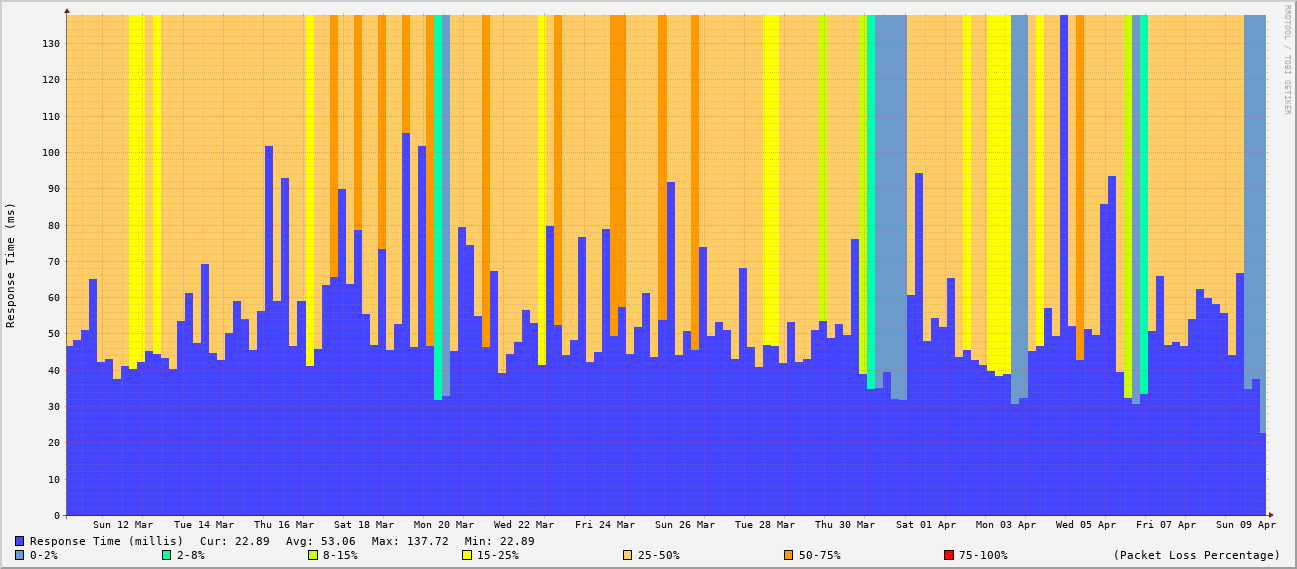 RRDTOOL / TOBI OETIKER
Response Time (ms)
130
120
110
100
90
80
70
60
50
40
30
20
10
0
Sun 12 Mar Tue 14 Mar Thu 16 Mar Sat 18 Mar Mon 20 Mar Wed 22 Mar Fri 24 Mar Sun 26 Mar Tue 28 Mar Thu 30 Mar Sat 01 Apr Mon 03 Apr Wed 05 Apr Fri 07 Apr Sun 09 Apr
Response Time (millis) Cur: 22.89 Avg: 53.06 Max: 137.72 Min: 22.89
0-2% 2-8% 8-15% 15-25% 25-50% 50-75% 75-100% (Packet Loss Percentage)